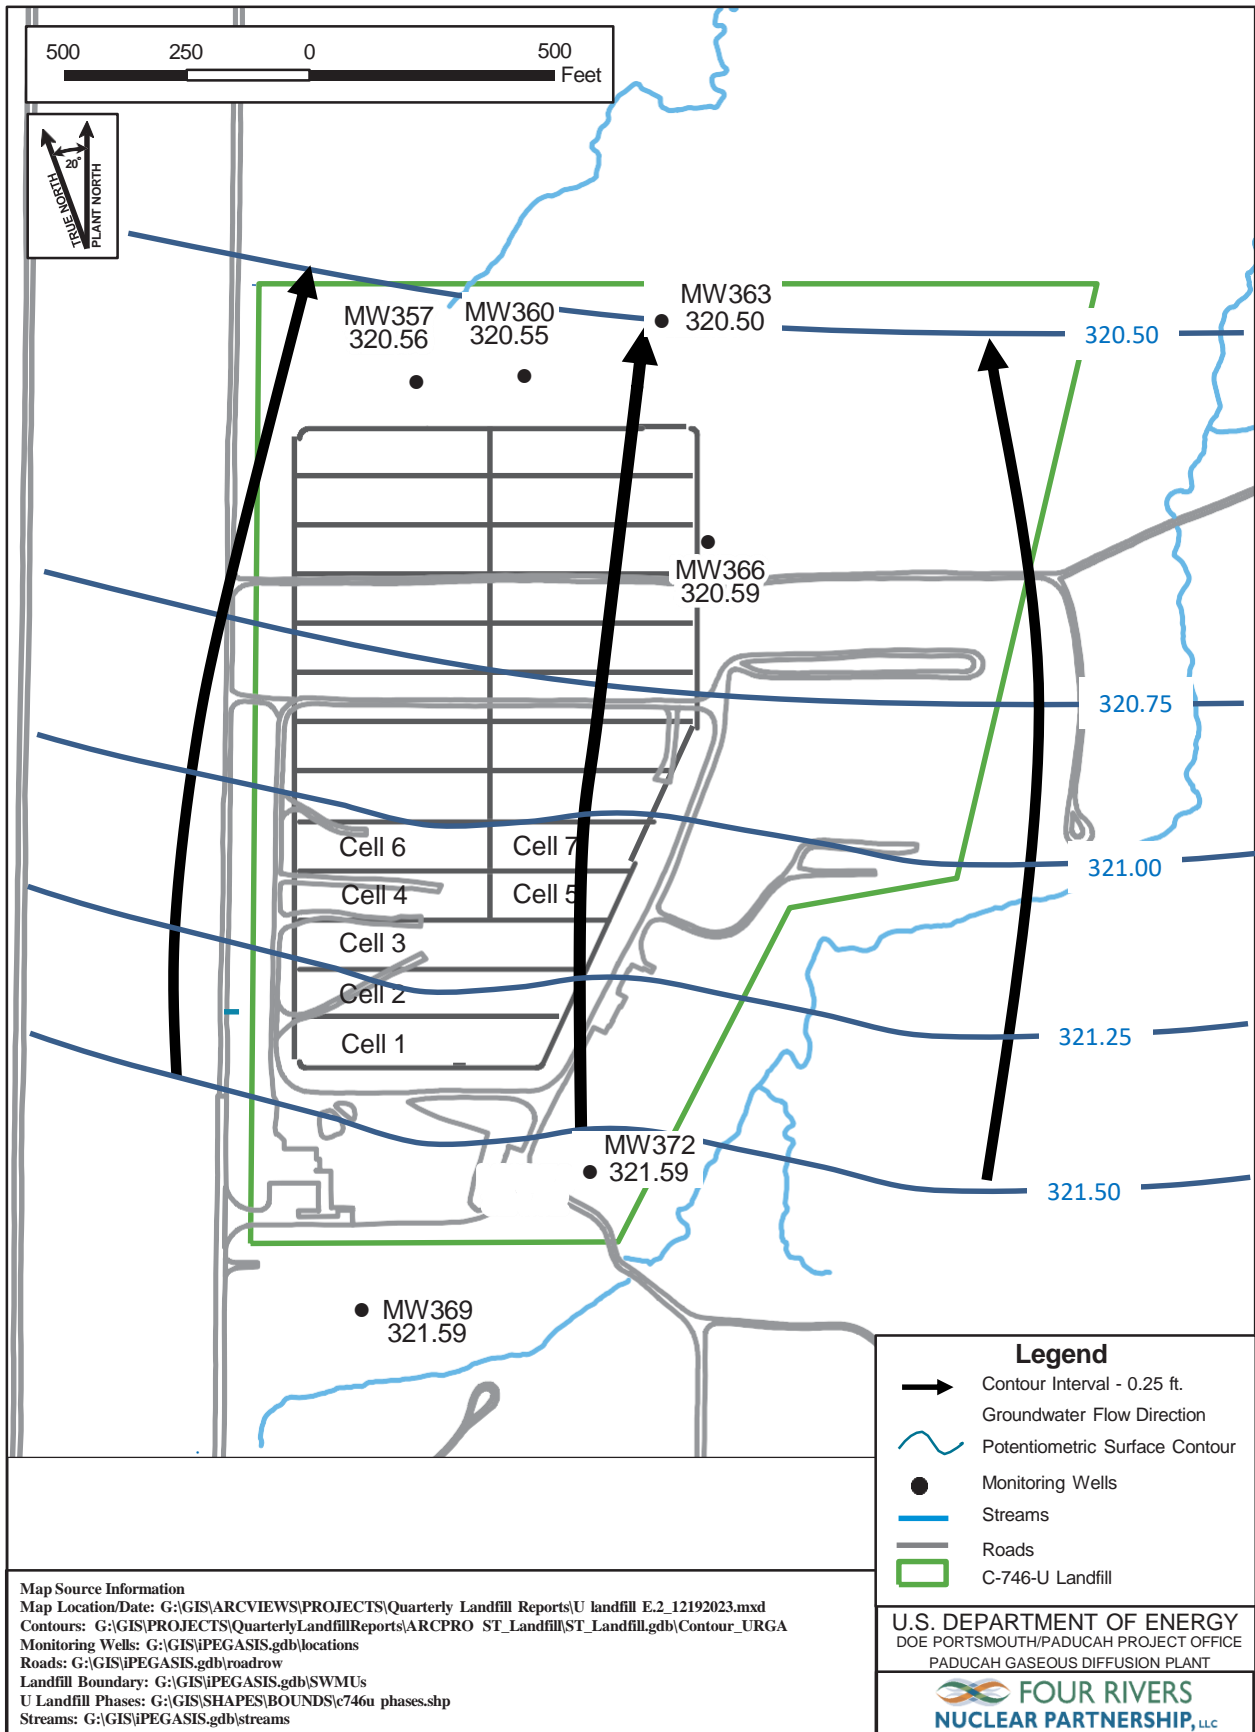 500 250 0 500
Feet
20°
TRUE NORTH
PLANT NORTH
MW357
320.56
MW360
320.55
MW363
320.50
320.50
MW366
320.59
320.75
Cell 6
Cell 7
321.00
Cell 4
Cell 5
Cell 3
Cell 2
321.25
Cell 1
MW372
321.59
321.50
MW369
321.59
Legend
Contour Interval - 0.25 ft.
Groundwater Flow Direction
Potentiometric Surface Contour
Monitoring Wells
Streams
Roads
C-746-U Landfill
Map Source Information
Map Location/Date: G:\GIS\ARCVIEWS\PROJECTS\Quarterly Landfill Reports\U landfill E.2_12192023.mxd
Contours: G:\GIS\PROJECTS\QuarterlyLandfillReports\ARCPRO ST_Landfill\ST_Landfill.gdb\Contour_URGA
Monitoring Wells: G:\GIS\iPEGASIS.gdb\locations
Roads: G:\GIS\iPEGASIS.gdb\roadrow
Landfill Boundary: G:\GIS\iPEGASIS.gdb\SWMUs
U Landfill Phases: G:\GIS\SHAPES\BOUNDS\c746u phases.shp
Streams: G:\GIS\iPEGASIS.gdb\streams
U.S. DEPARTMENT OF ENERGY
DOE PORTSMOUTH/PADUCAH PROJECT OFFICE
PADUCAH GASEOUS DIFFUSION PLANT
FOUR RIVERS
NUCLEAR PARTNERSHIP, LLC